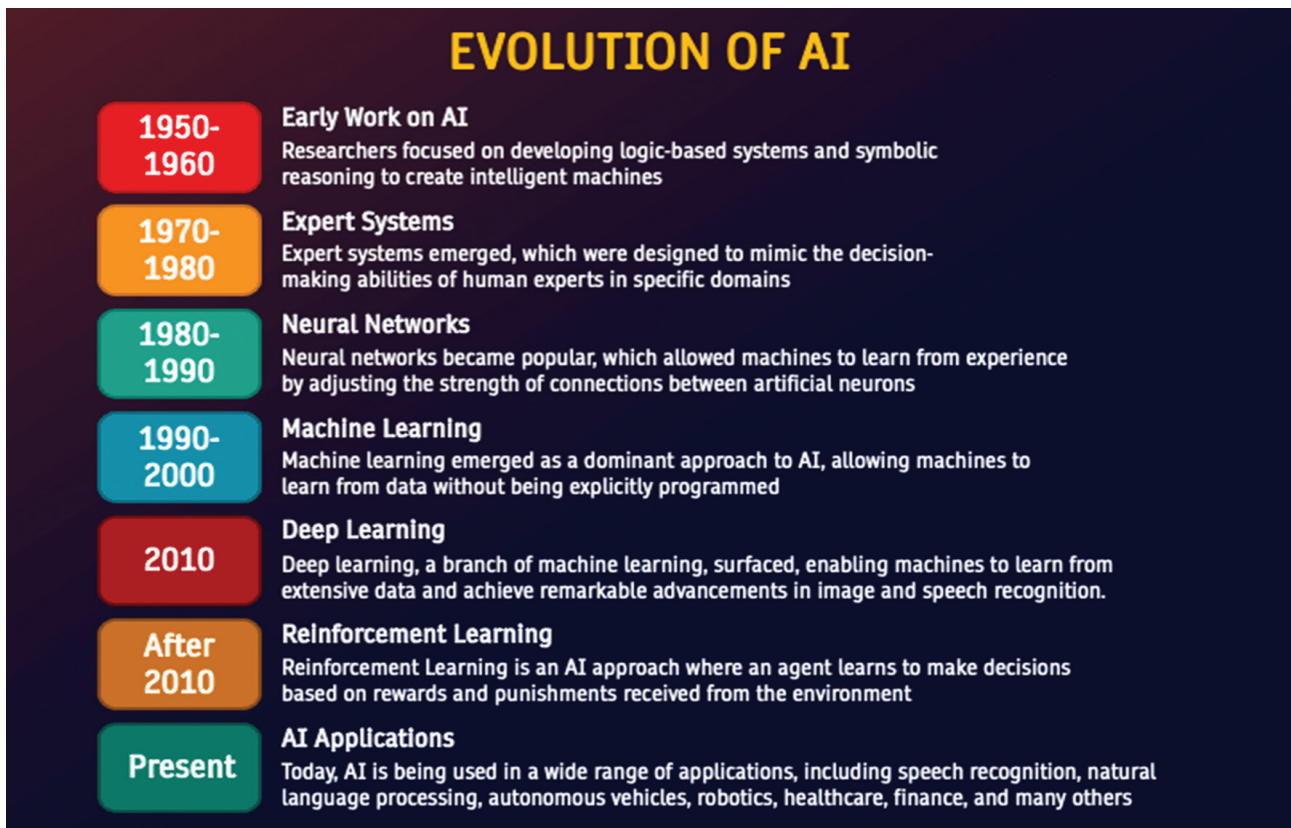 EVOLUTION OF AI
1950-
1960
Early Work on AI
Researchers focused on developing logic-based systems and symbolic
reasoning to create intelligent machines
1970-
1980
Expert Systems
Expert systems emerged, which were designed to mimic the decision-
making abilities of human experts in specific domains
1980-
1990
Neural Networks
Neural networks became popular, which allowed machines to learn from experience
by adjusting the strength of connections between artificial neurons
1990-
2000
Machine Learning
Machine learning emerged as a dominant approach to AI, allowing machines to
learn from data without being explicitly programmed
2010
Deep Learning
Deep learning, a branch of machine learning, surfaced, enabling machines to learn from
extensive data and achieve remarkable advancements in image and speech recognition.
After
2010
Reinforcement Learning
Reinforcement Learning is an AI approach where an agent learns to make decisions
based on rewards and punishments received from the environment
Present
AI Applications
Today, AI is being used in a wide range of applications, including speech recognition, natural
language processing, autonomous vehicles, robotics, healthcare, finance, and many others